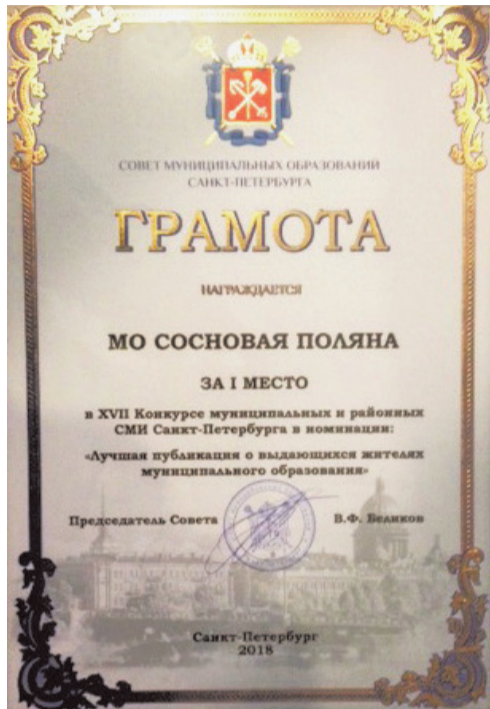 СОВЕТ МУНИЦИПАЛЬНЫХ ОБРАЗОВАНИЙ
САНКТ-ПЕТЕРБУРГА
ГРАМОТА
НАГРАЖДАЕТСЯ
МО СОСНОВАЯ ПОЛЯНА
ЗА I МЕСТО
в XVII Конкурсе муниципальных и районных
СМИ Санкт-Петербурга в номинации:
«Лучшая публикация о выдающихся жителях
муниципального образования»
Председатель Совета В.Ф. Беликов
Санкт-Петербург
2018